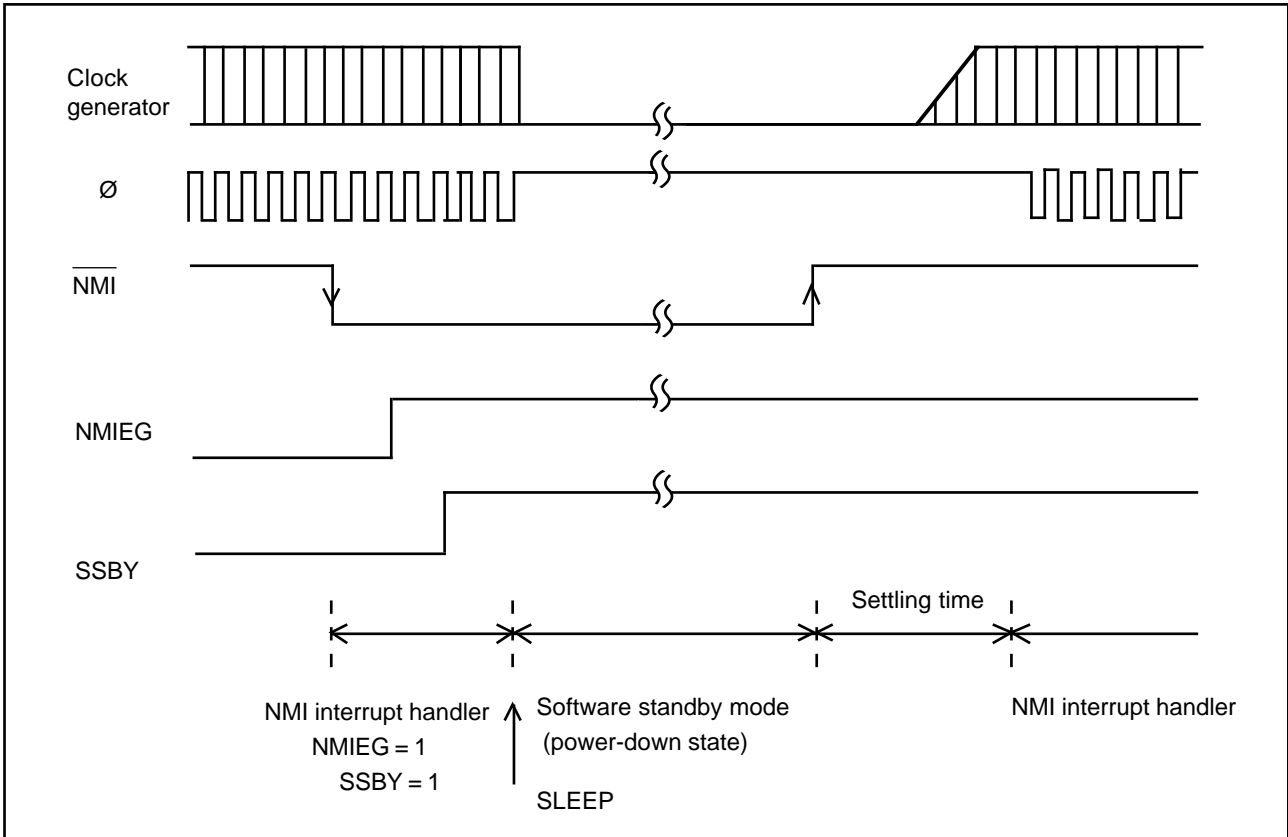 Clock
generator
Ø
NMI
NMIEG
SSBY
Settling time
NMI interrupt handler
NMIEG = 1
SSBY = 1
Software standby mode
(power-down state)
SLEEP
NMI interrupt handler